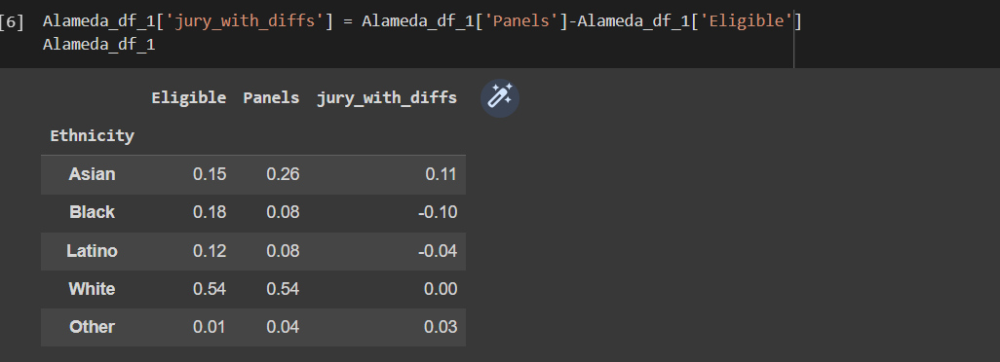 [6] Alameda_df_1['jury_with_diffs'] = Alameda_df_1['Panels']-Alameda_df_1['Eligible']
Alameda_df_1
Eligible Panels jury_with_diffs
Ethnicity
Asian 0.15 0.26 0.11
Black 0.18 0.08 -0.10
Latino 0.12 0.08 -0.04
White 0.54 0.54 0.00
Other 0.01 0.04 0.03